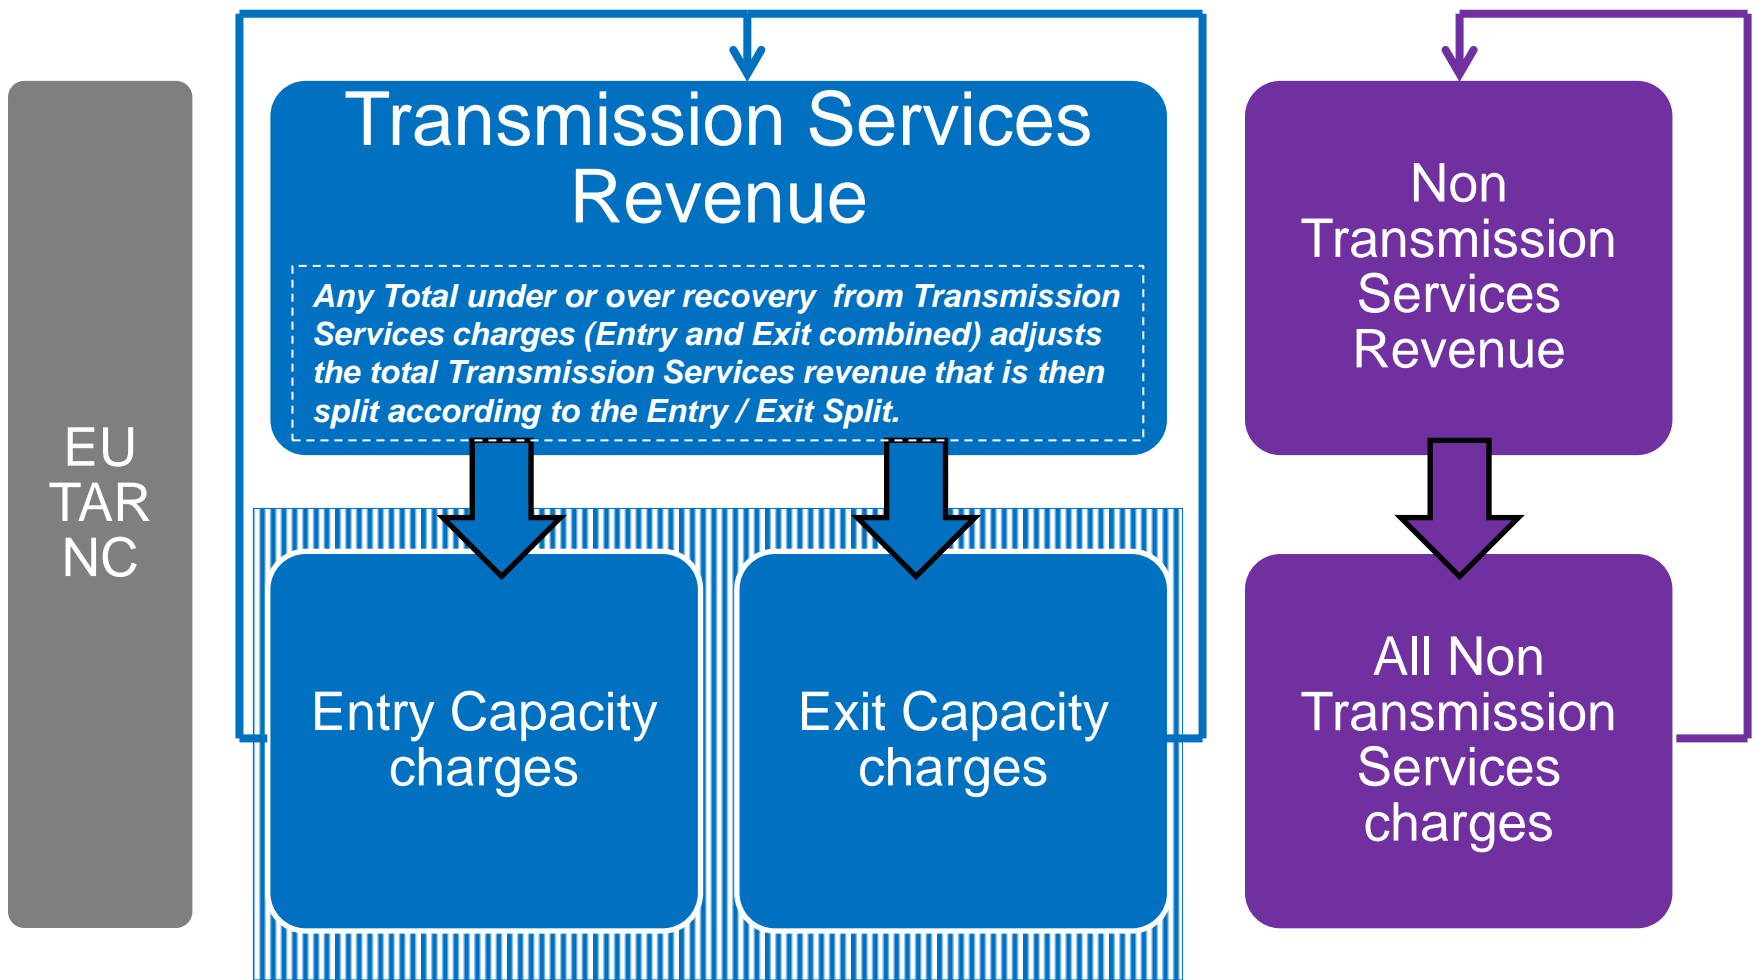 EU
TAR
NC
Transmission Services
Revenue
Any Total under or over recovery from Transmission
Services charges (Entry and Exit combined) adjusts
the total Transmission Services revenue that is then
split according to the Entry / Exit Split.
Entry Capacity
charges
Exit Capacity
charges
Non
Transmission
Services
Revenue
All Non
Transmission
Services
charges